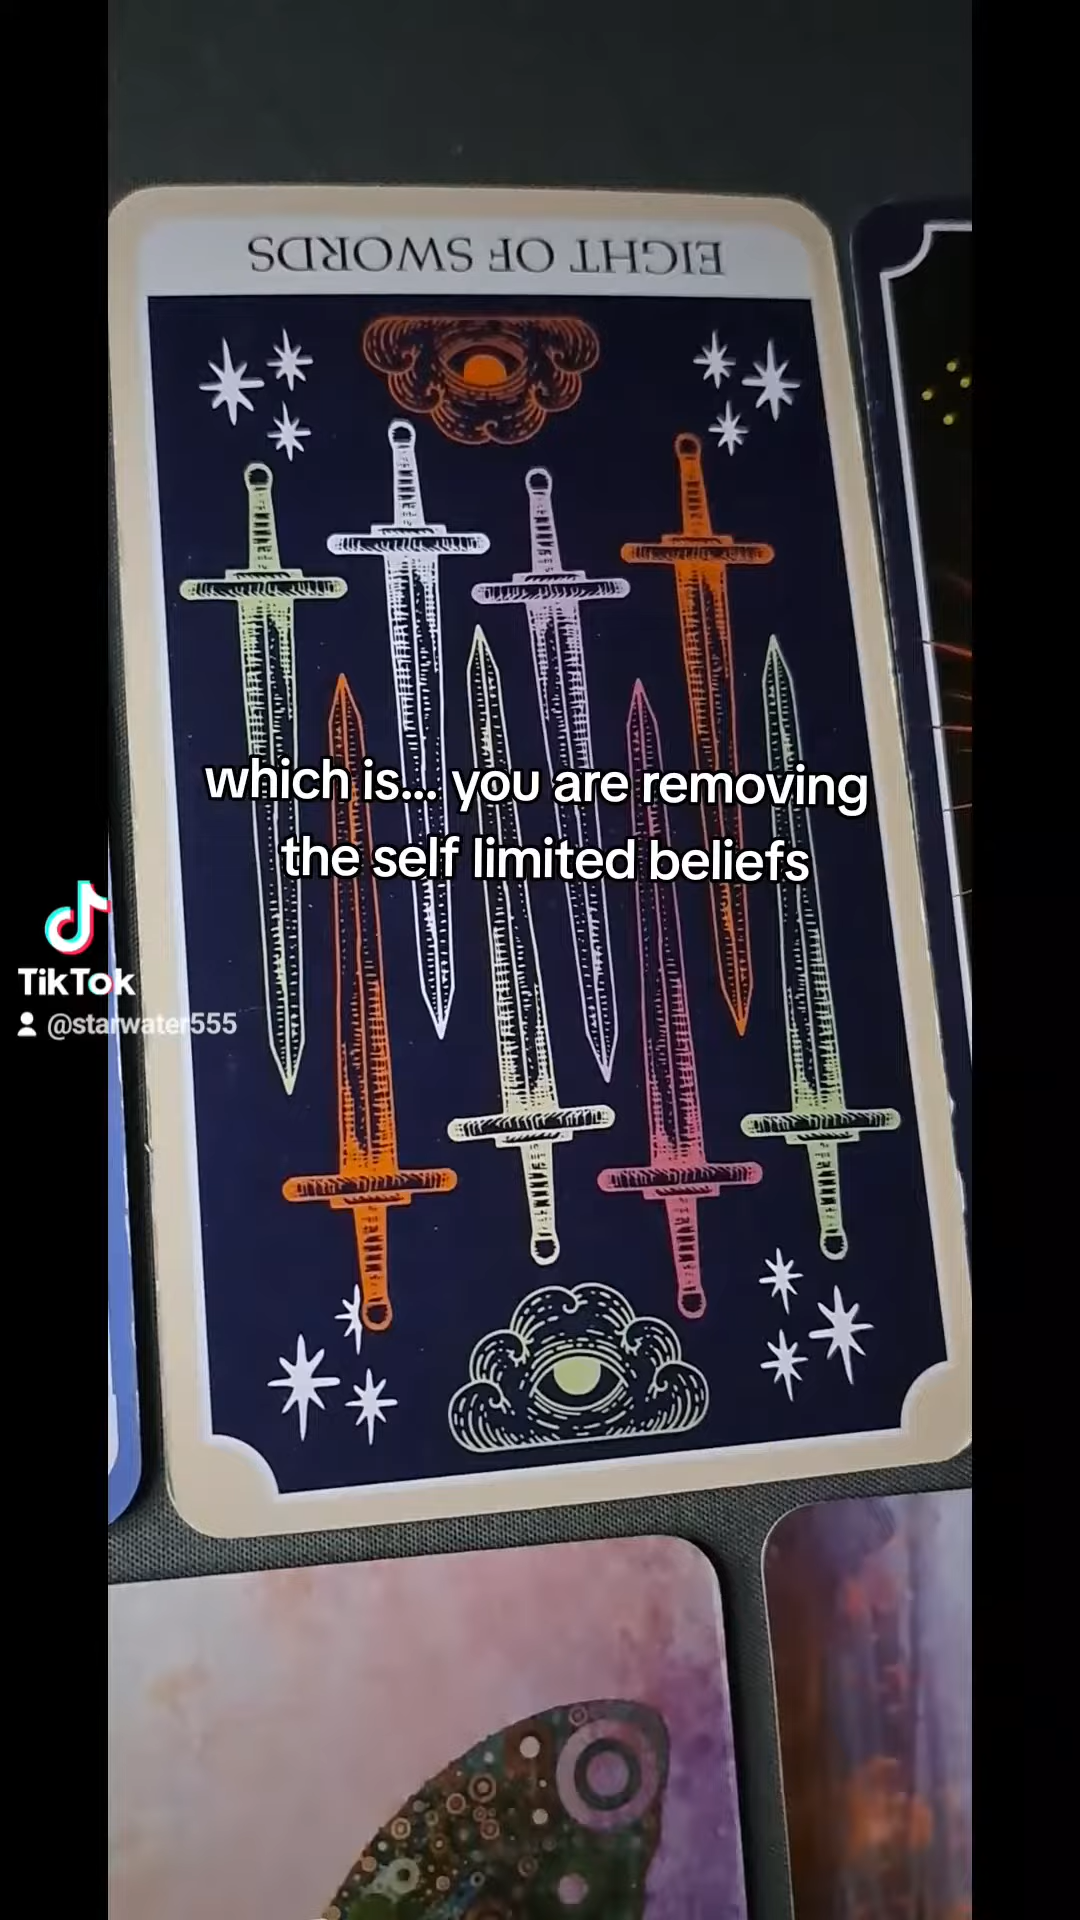 EIGHT OF SWORDS
which is... you are removing
the self limited beliefs
TikTok
@starwater555